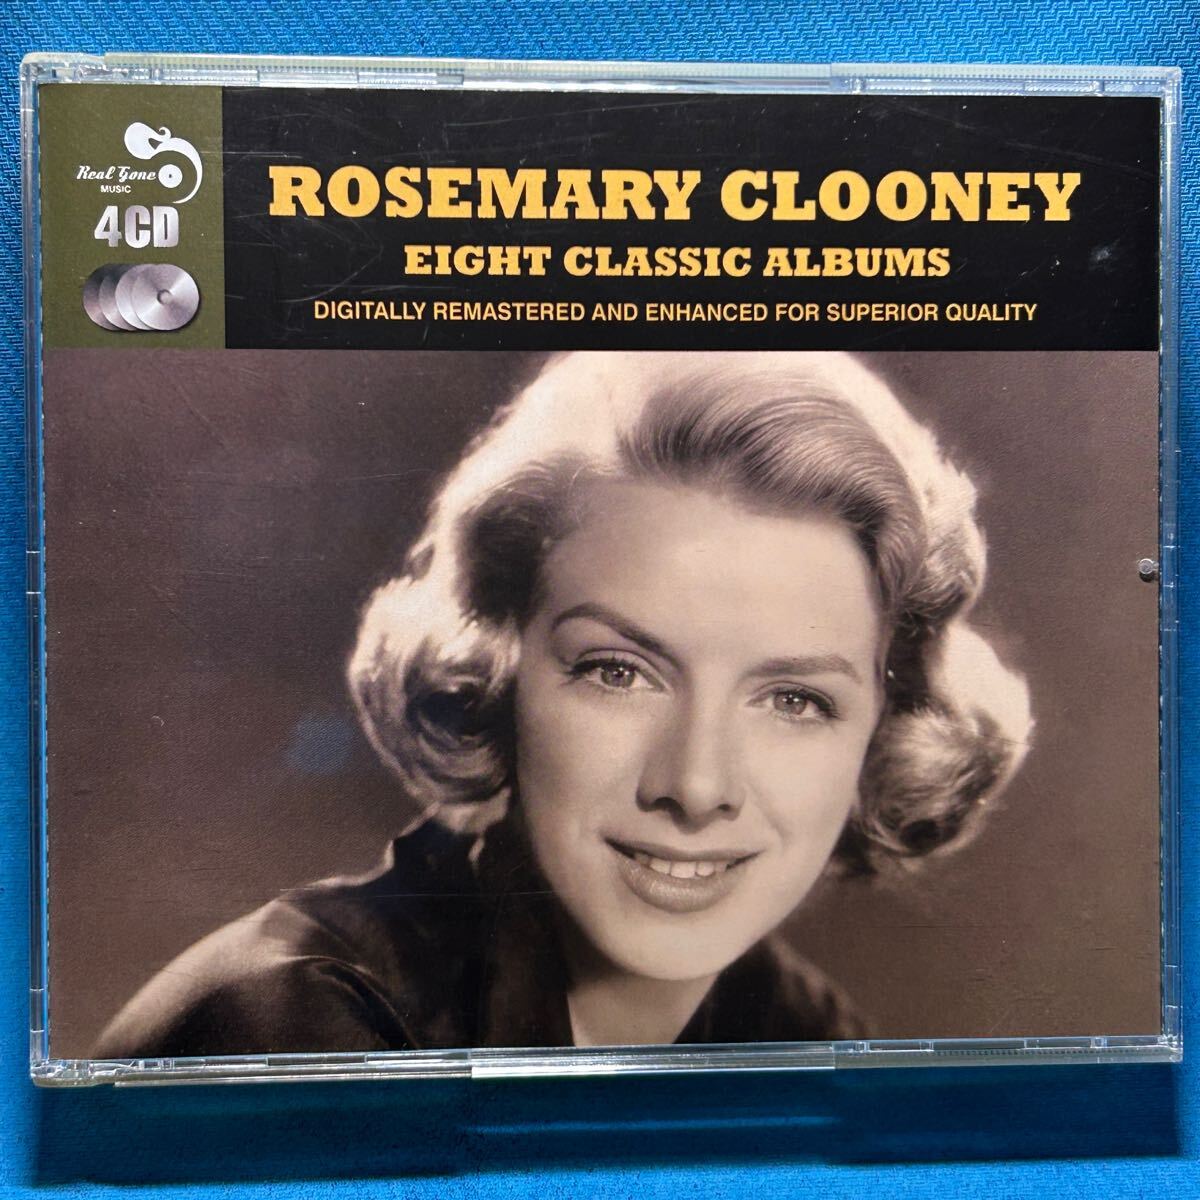 Real Gone
MUSIC
4CD
ROSEMARY CLOONEY
EIGHT CLASSIC ALBUMS
DIGITALLY REMASTERED AND ENHANCED FOR SUPERIOR QUALITY